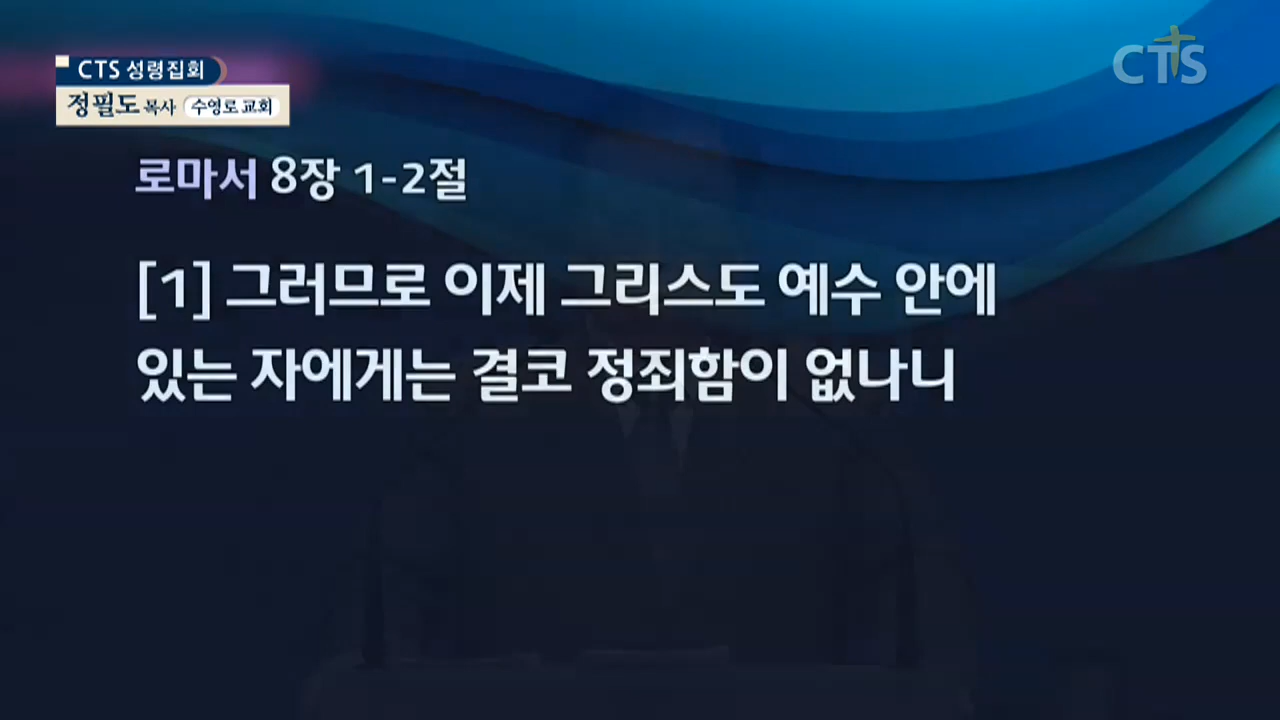 CTS 성령집회
정필도 목사 수영로교회
CTS
로마서 8장 1-2절
[1] 그러므로 이제 그리스도 예수 안에
있는 자에게는 결코 정죄함이 없나니